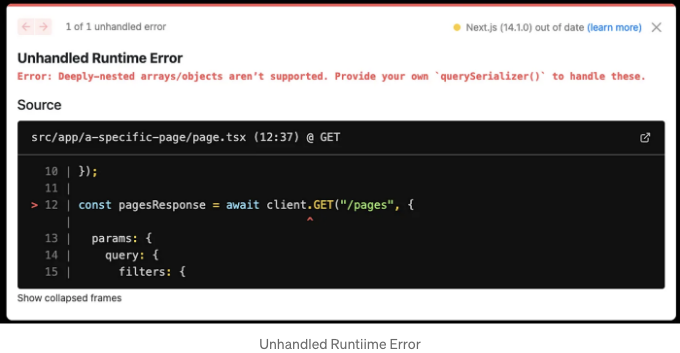 1 of 1 unhandled error
Next.js (14.1.0) out of date (learn more)
Unhandled Runtime Error
Error: Deeply-nested arrays/objects aren’t supported. Provide your own `querySerializer()` to handle these.
Source
src/app/a-specific-page/page.tsx (12:37) @ GET
10 | });
11 |
> 12 | const pagesResponse = await client.GET("/pages", {
| ^
13 | params: {
14 | query: {
15 | filters: {
Show collapsed frames
Unhandled Runtiime Error